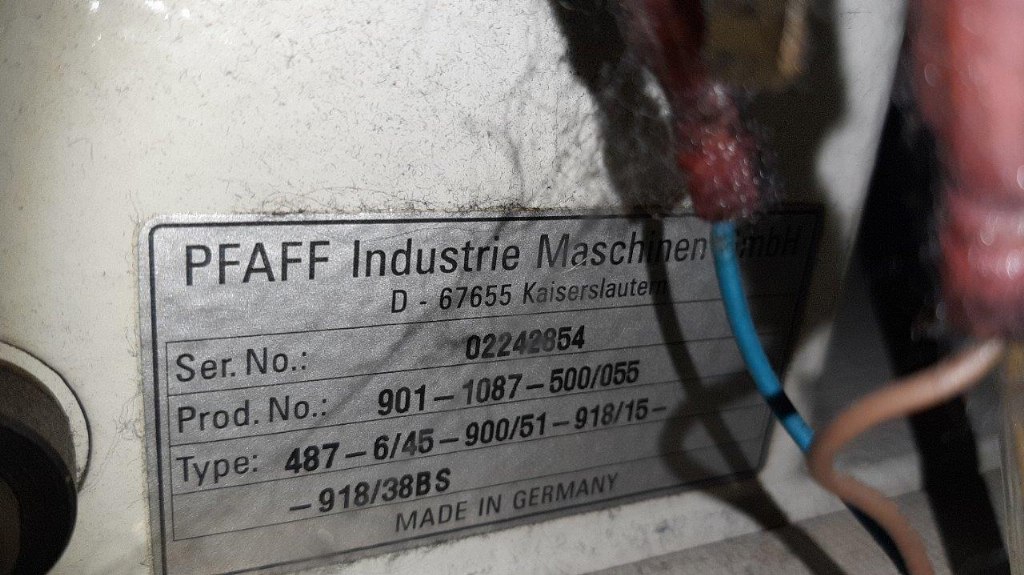 PFAFF Industrie Maschinen GmbH
D - 67655 Kaiserslautern
Ser. No.: 02242854
Prod. No.: 901-1087-500/055
Type: 487-6/45-900/51-918/15-
-918/38BS
MADE IN GERMANY